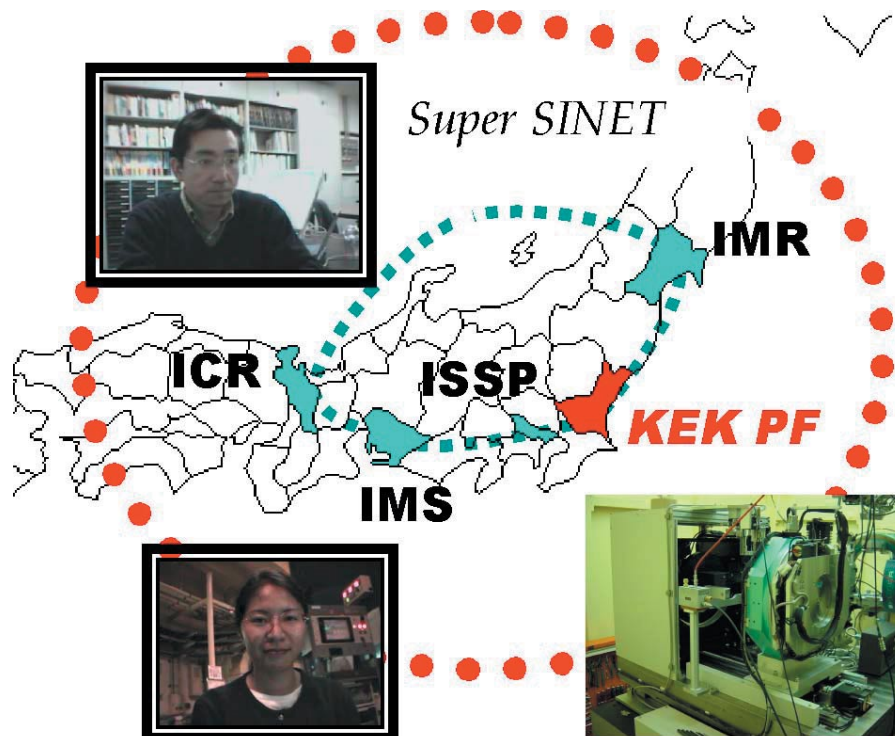 Super SINET
IMR
ICR
ISSP
KEK PF
IMS